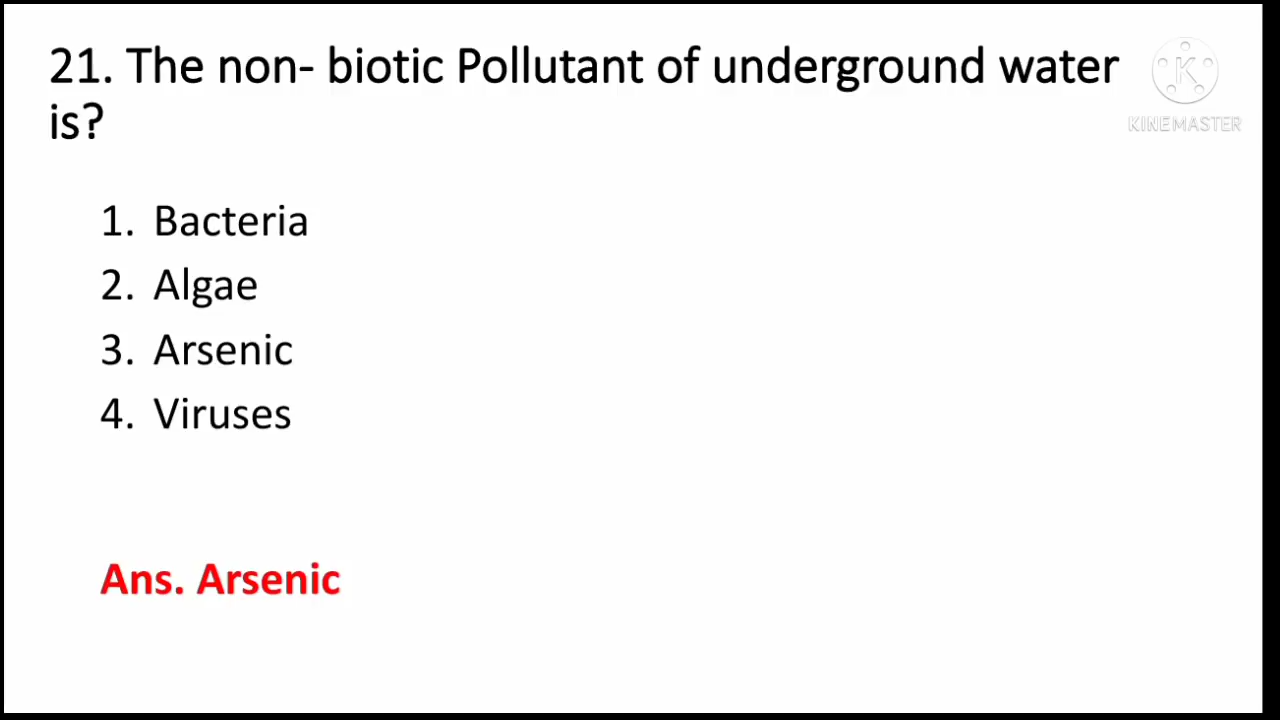 21. The non- biotic Pollutant of underground water
is?
KINEMASTER
1. Bacteria
2. Algae
3. Arsenic
4. Viruses
Ans. Arsenic